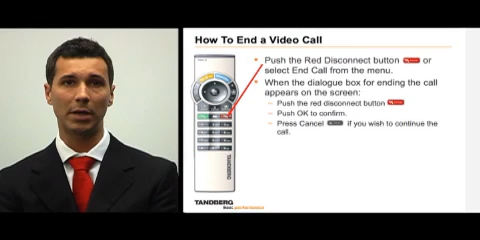 How To End a Video Call
Push the Red Disconnect button or
select End Call from the menu.
When the dialogue box for ending the call
appears on the screen:
Push the red disconnect button
Push OK to confirm.
Press Cancel if you wish to continue the
call.
TANDBERG
TANDBERG